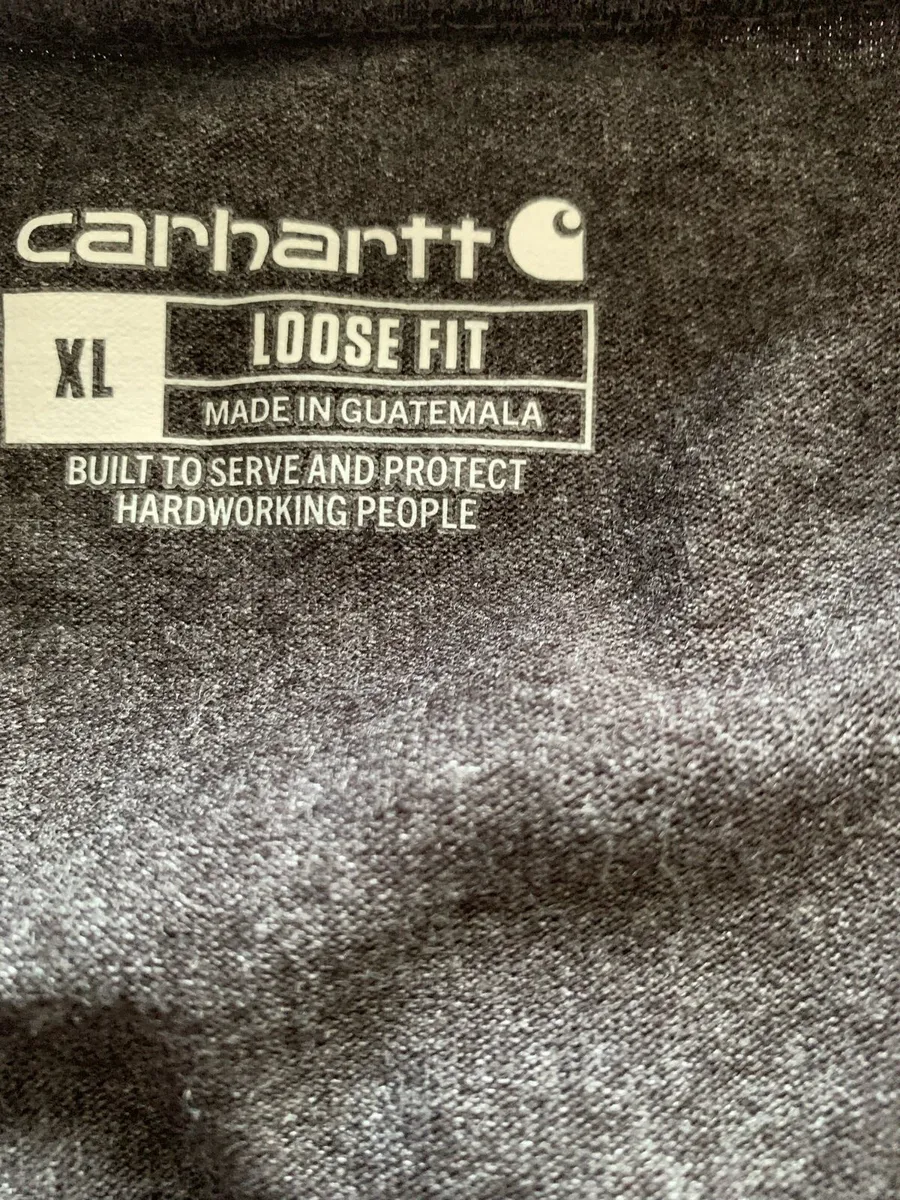 carhartt
XL
LOOSE FIT
MADE IN GUATEMALA
BUILT TO SERVE AND PROTECT
HARDWORKING PEOPLE